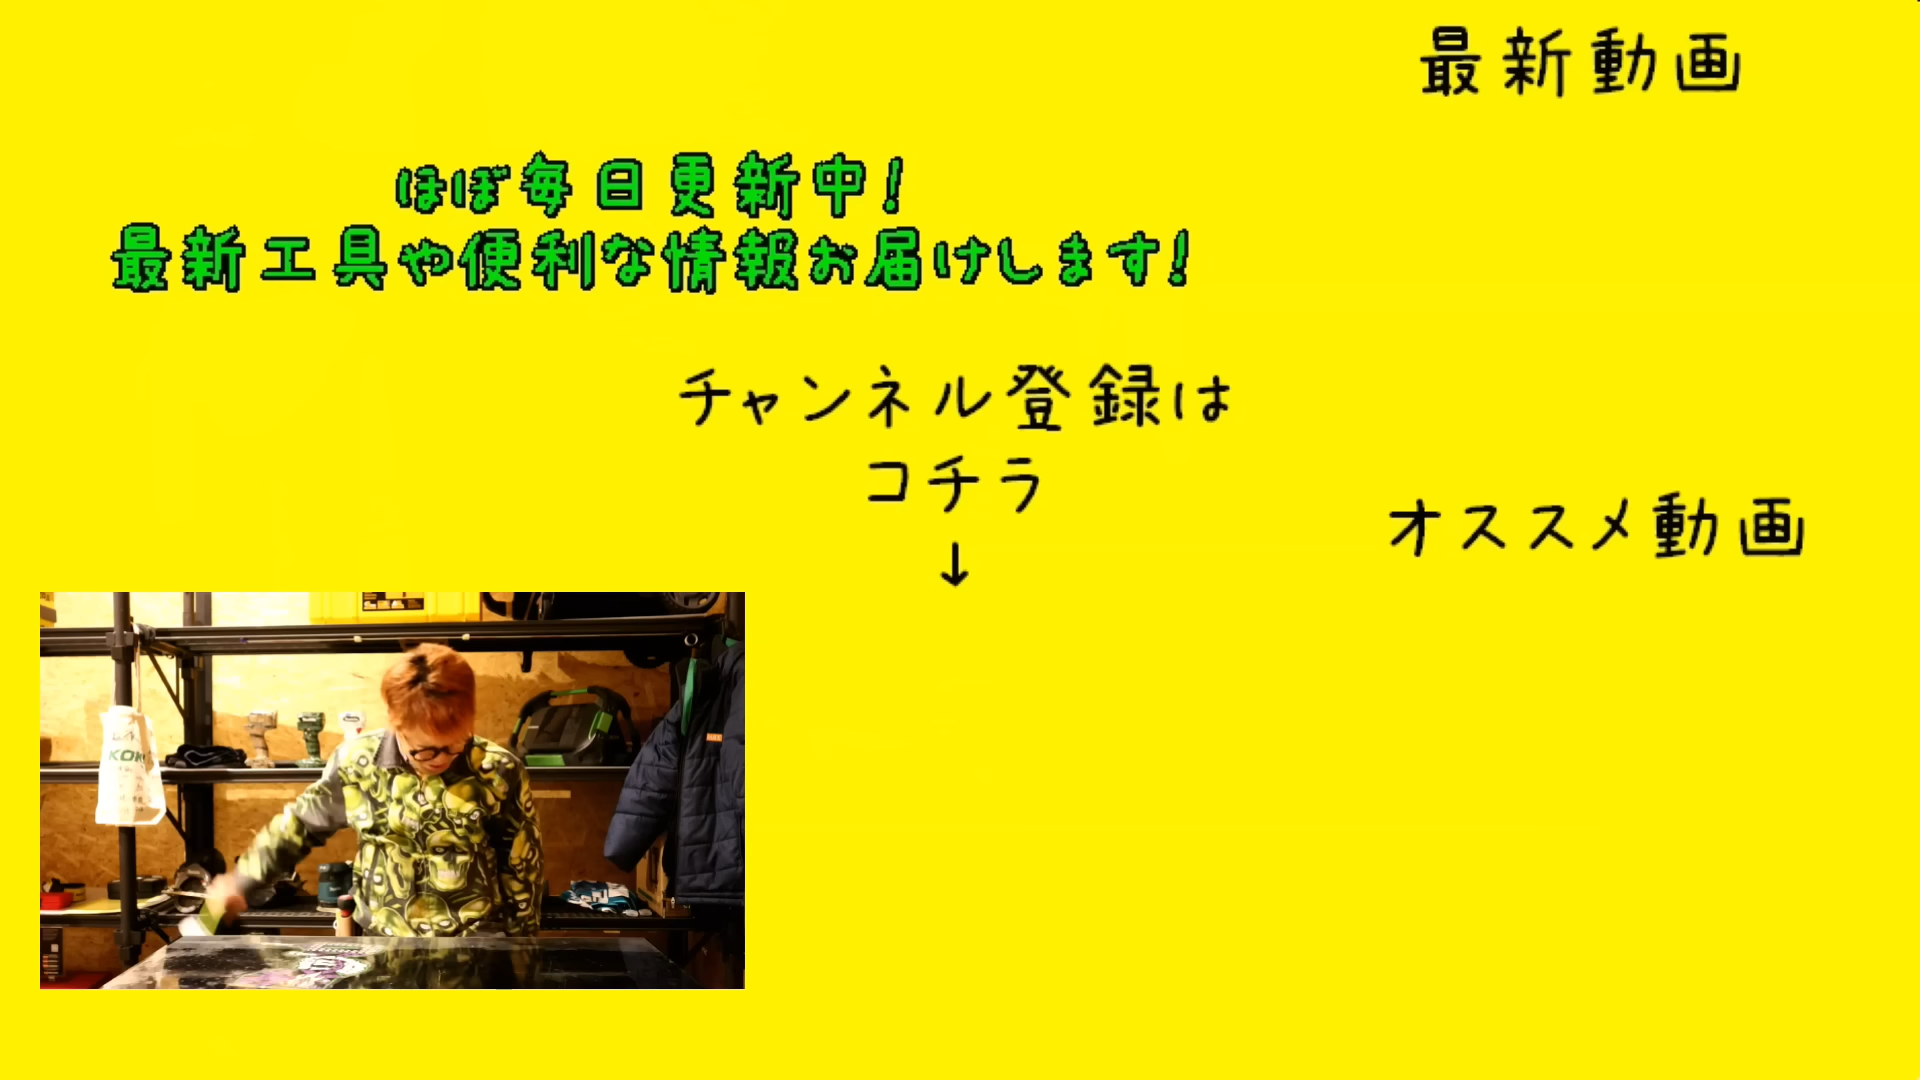 最新動画
ほぼ毎日更新中!
最新工具や便利な情報お届けします!
チャンネル登録は
コチラ
↓
オススメ動画